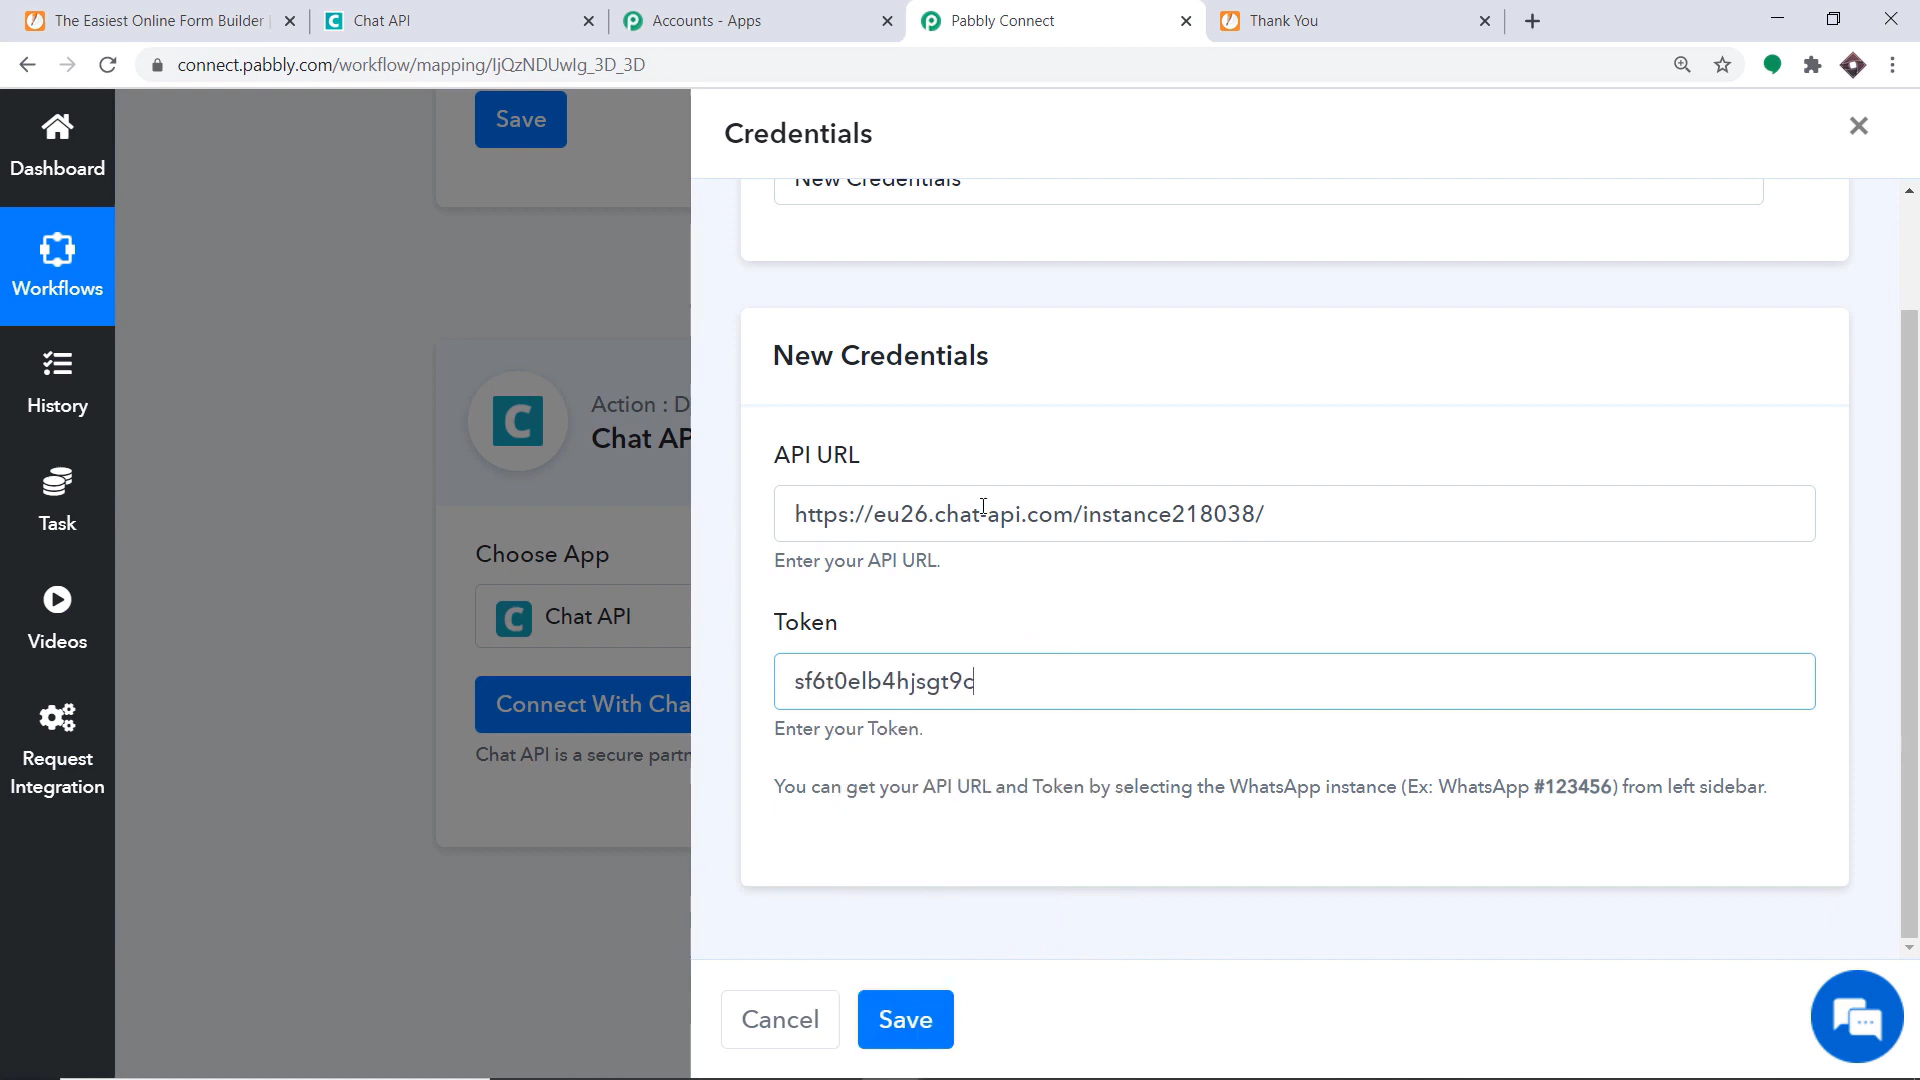 The Easiest Online Form Builder
Chat API
Accounts - Apps
Pabbly Connect
Thank You
connect.pabbly.com/workflow/mapping/IjQzNDUwIg_3D_3D
Dashboard
Workflows
History
Task
Videos
Request
Integration
Save
Action : D
Chat AP
Choose App
Chat API
Connect With Cha
Chat API is a secure partn
Credentials
New Credentials
New Credentials
API URL
https://eu26.chat-api.com/instance218038/
Enter your API URL.
Token
sf6t0elb4hjsgt9c
Enter your Token.
You can get your API URL and Token by selecting the WhatsApp instance (Ex: WhatsApp #123456) from left sidebar.
Cancel
Save